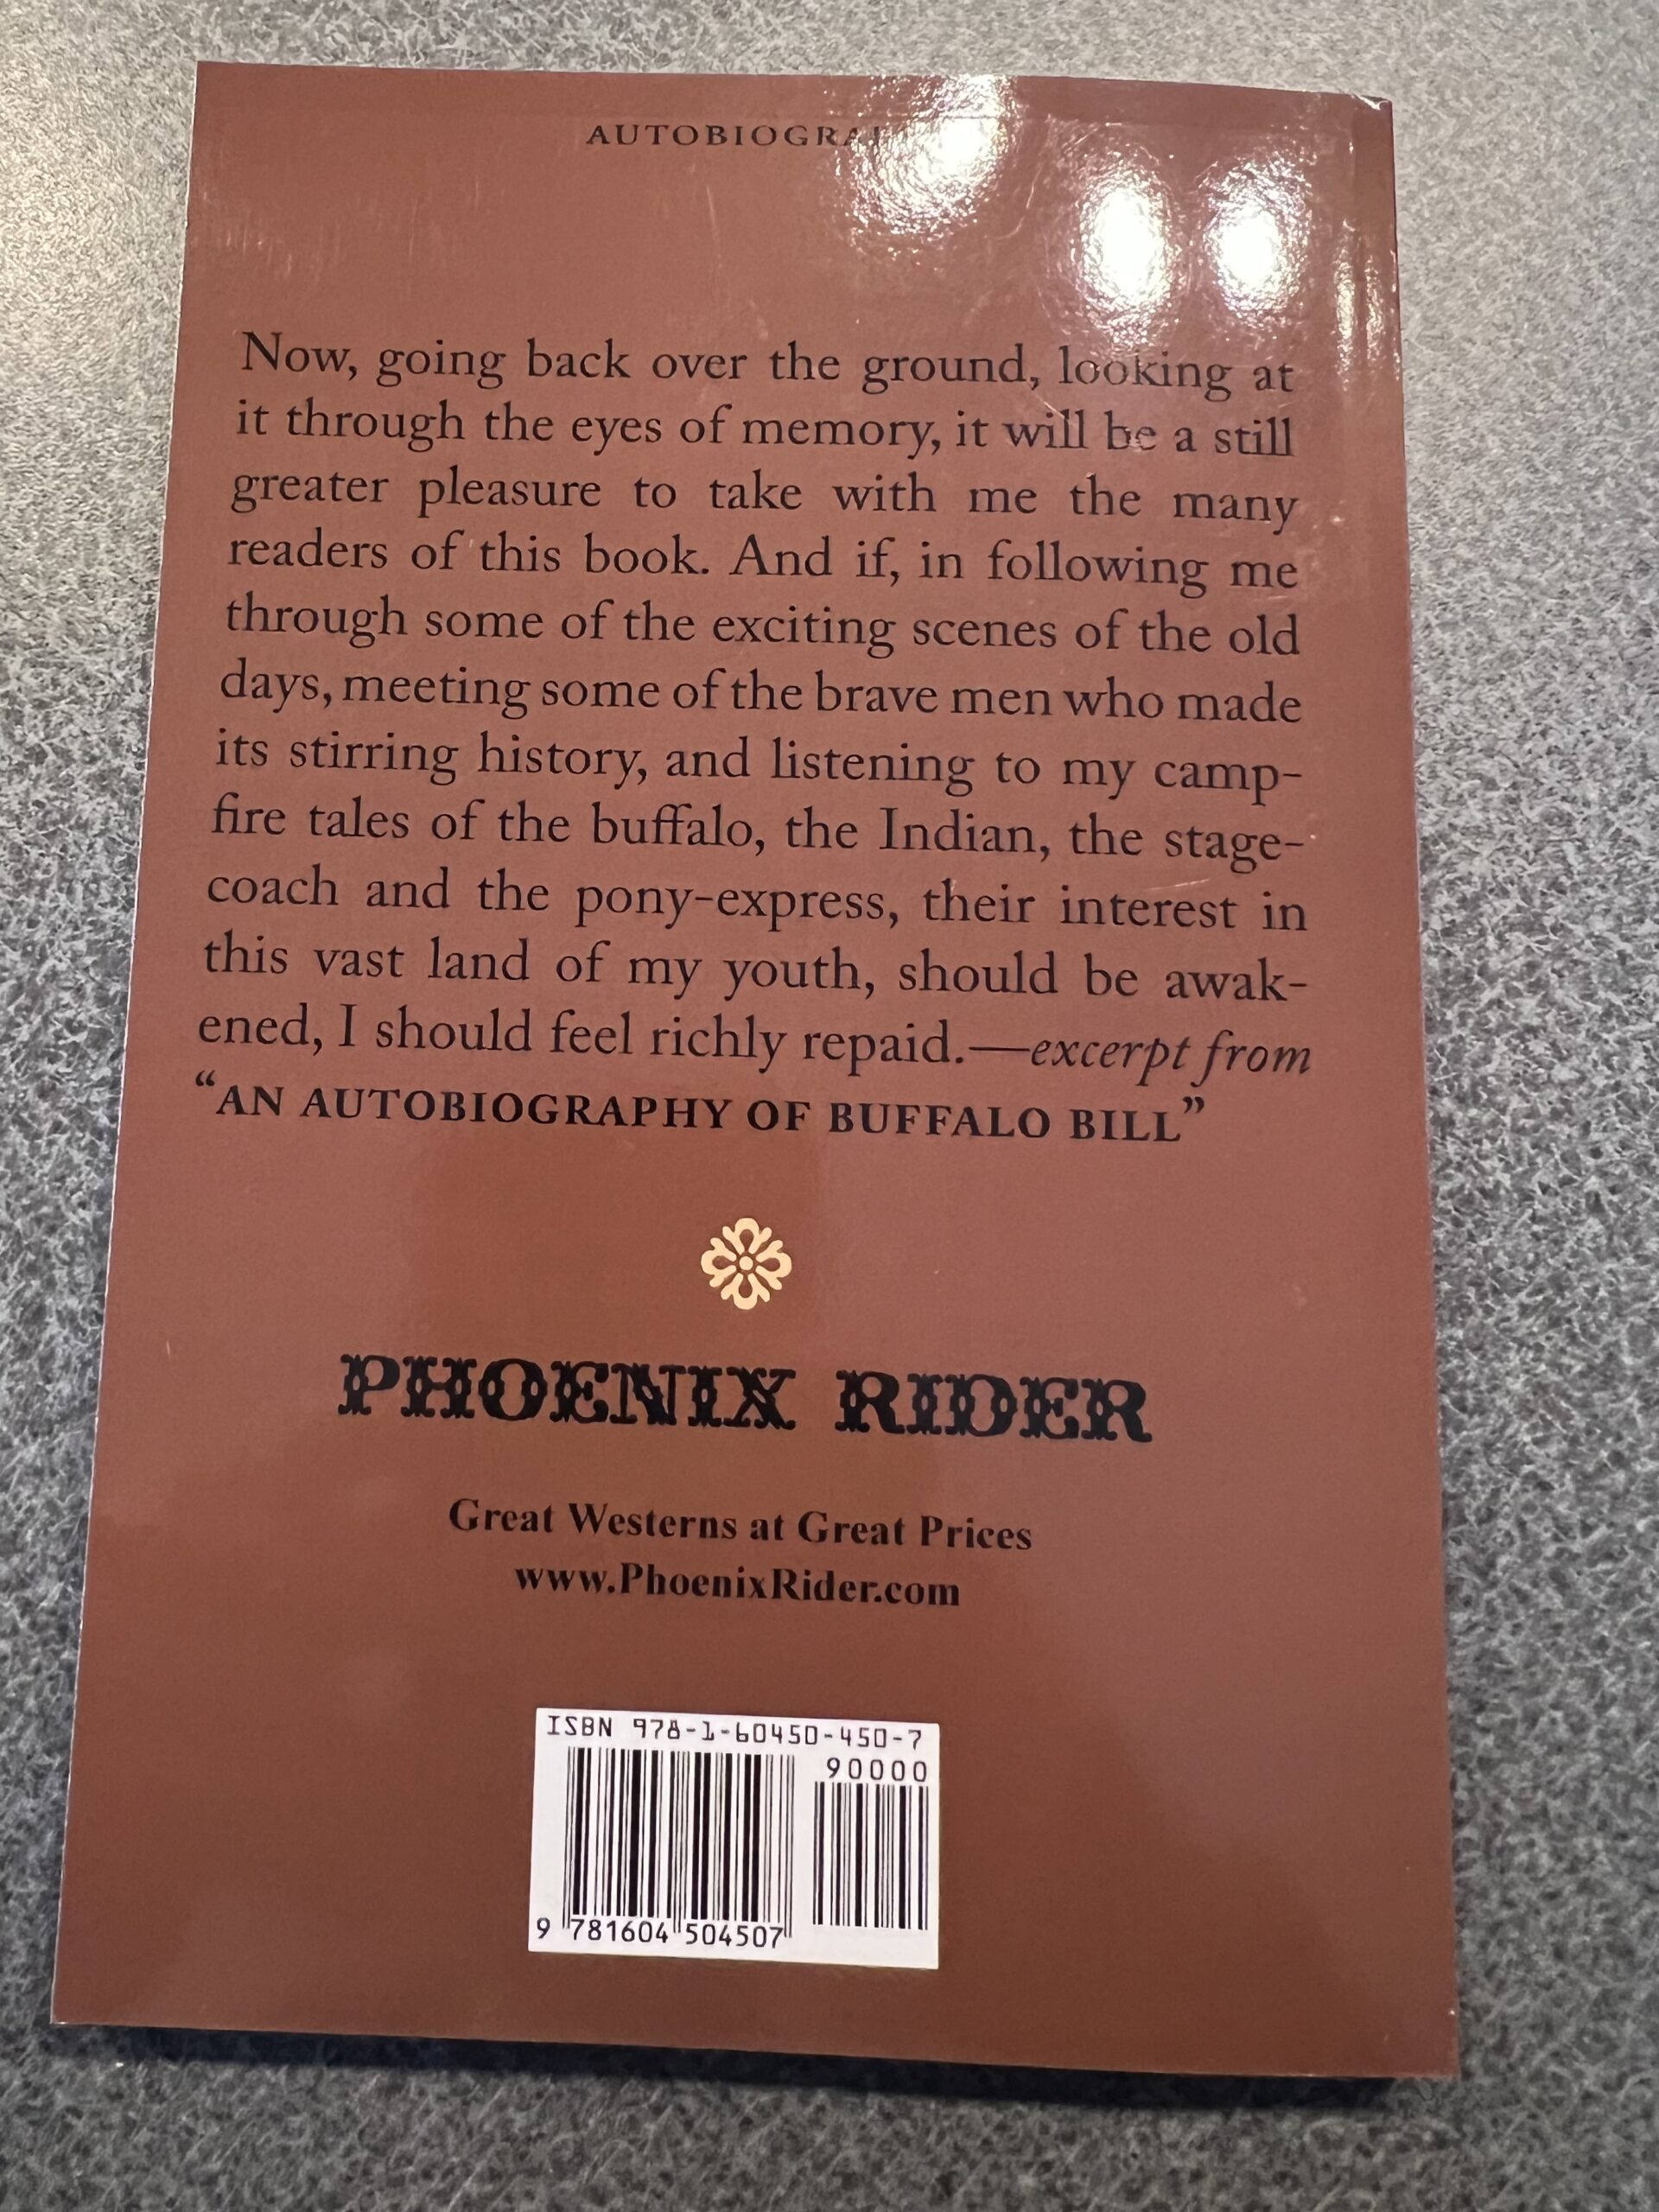 Now, going back over the ground, looking at
it through the eyes of memory, it will be a still
greater pleasure to take with me the many
readers of this book. And if, in following me
through some of the exciting scenes of the old
days, meeting some of the brave men who made
its stirring history, and listening to my camp-
fire tales of the buffalo, the Indian, the stage-
coach and the pony-express, their interest in
this vast land of my youth, should be awak-
ened, I should feel richly repaid.—excerpt from
“AN AUTOBIOGRAPHY OF BUFFALO BILL”
PHOENIX RIDER
Great Westerns at Great Prices
www.PhoenixRider.com
ISBN 978-1-60450-450-7
90000
9 781604 504507